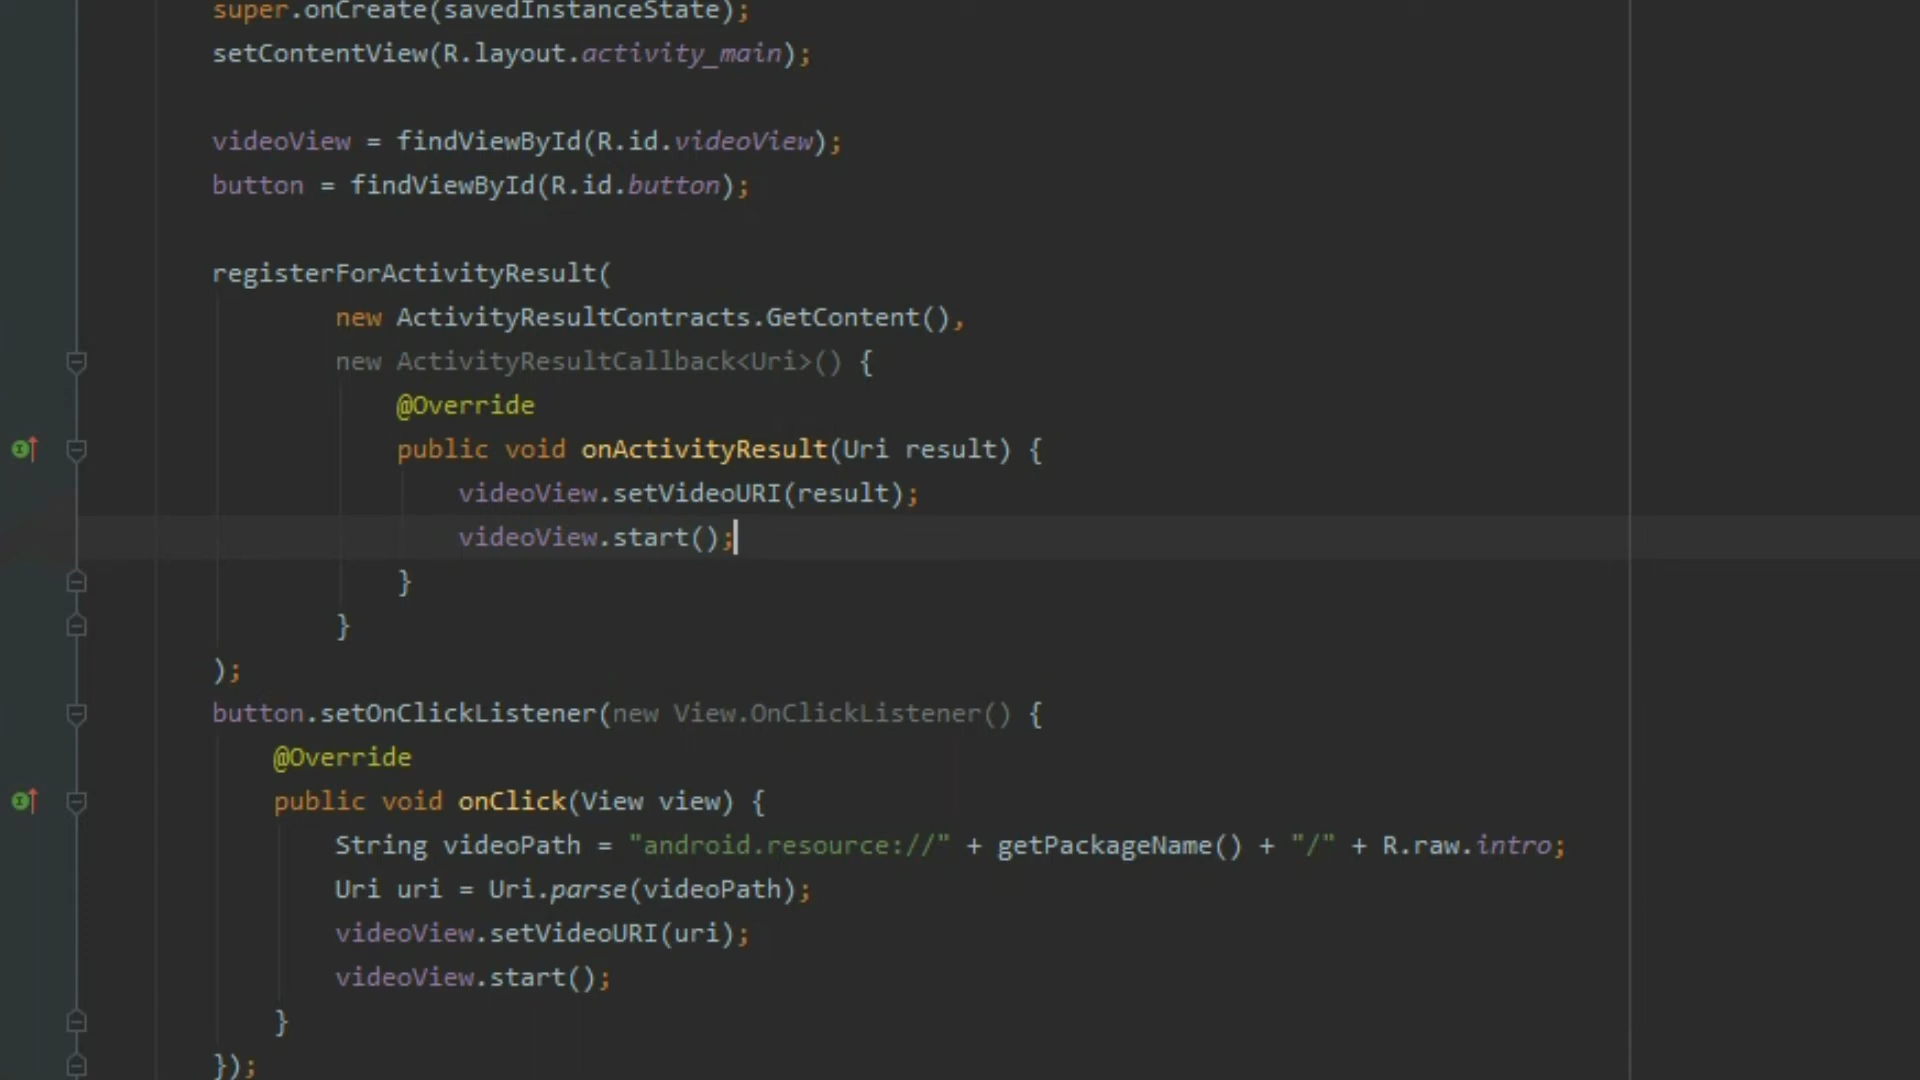 super.onCreate(savedInstanceState);
setContentView(R.layout.activity_main);
videoView = findViewById(R.id.videoView);
button = findViewById(R.id.button);
registerForActivityResult(
new ActivityResultContracts.GetContent(),
new ActivityResultCallback<Uri>() {
@Override
public void onActivityResult(Uri result) {
videoView.setVideoURI(result);
videoView.start();
}
}
);
button.setOnClickListener(new View.OnClickListener() {
@Override
public void onClick(View view) {
String videoPath = "android.resource://" + getPackageName() + "/" + R.raw.intro;
Uri uri = Uri.parse(videoPath);
videoView.setVideoURI(uri);
videoView.start();
}
});